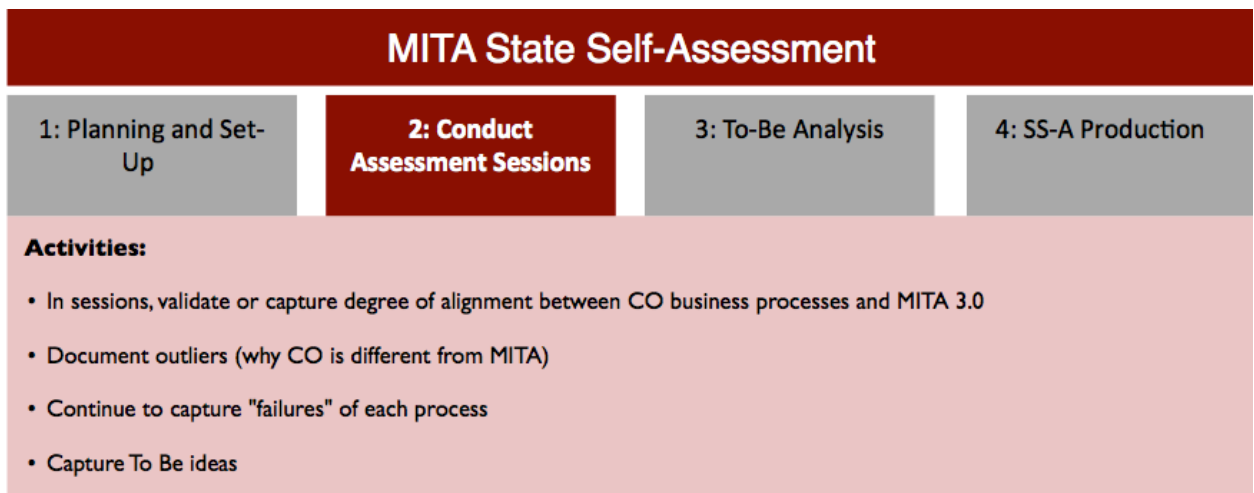 MITA State Self-Assessment
1: Planning and Set-
Up
2: Conduct
Assessment Sessions
3: To-Be Analysis
4: SS-A Production
Activities:
• In sessions, validate or capture degree of alignment between CO business processes and MITA 3.0
• Document outliers (why CO is different from MITA)
• Continue to capture "failures" of each process
• Capture To Be ideas